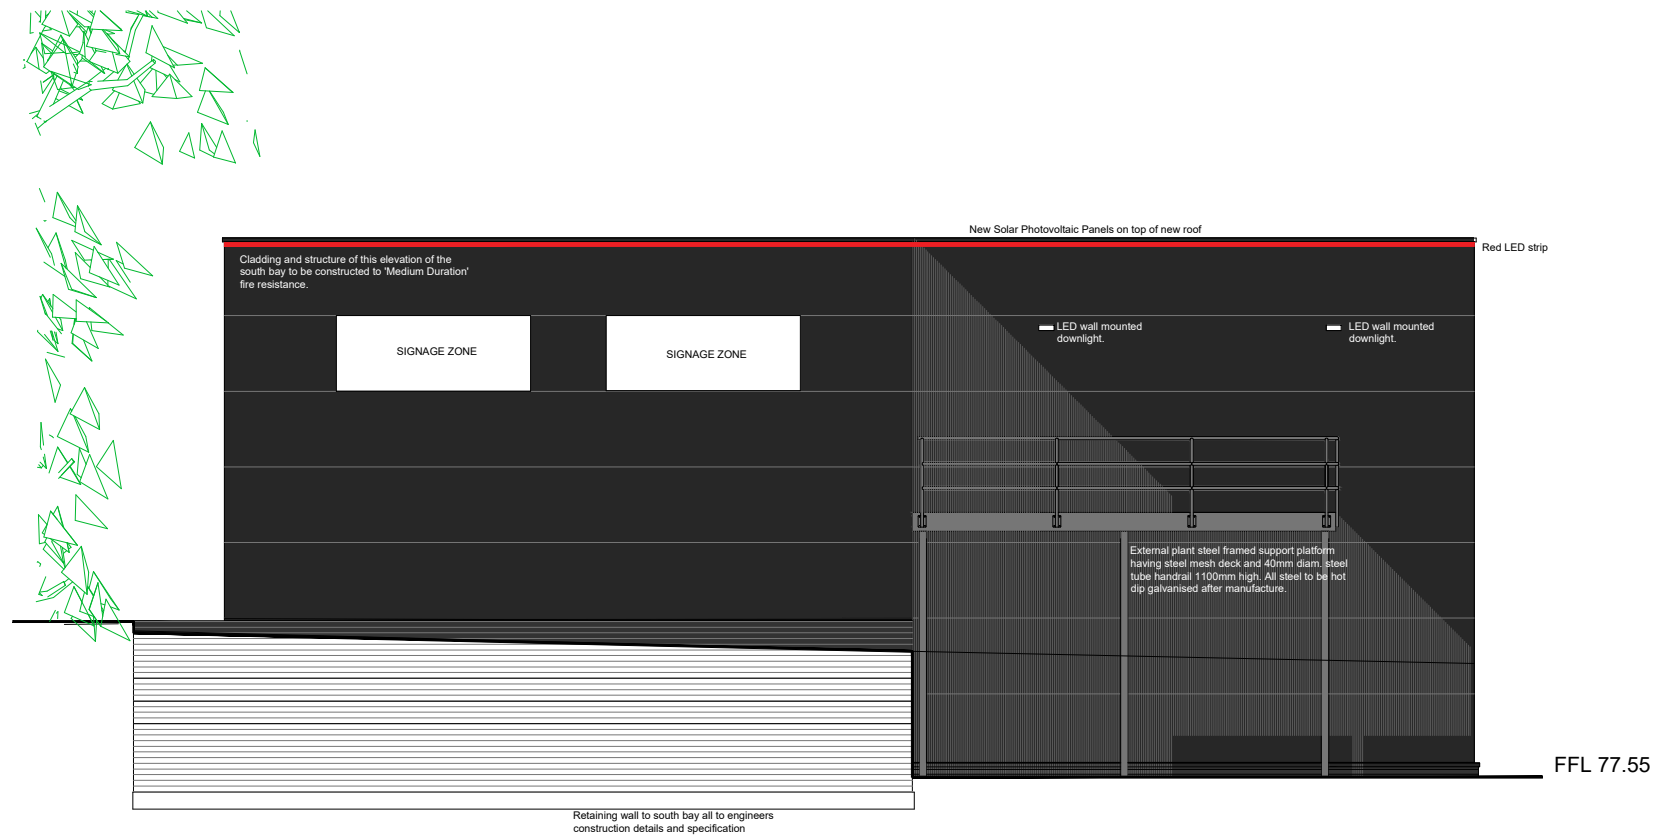 New Solar Photovoltaic Panels on top of new roof
Red LED strip
Cladding and structure of this elevation of the
south bay to be constructed to 'Medium Duration'
fire resistance.
SIGNAGE ZONE
SIGNAGE ZONE
LED wall mounted
downlight.
LED wall mounted
downlight.
External plant steel framed support platform
having steel mesh deck and 40mm diam. steel
tube handrail 1100mm high. All steel to be hot
dip galvanised after manufacture.
FFL 77.55
Retaining wall to south bay all to engineers
construction details and specification